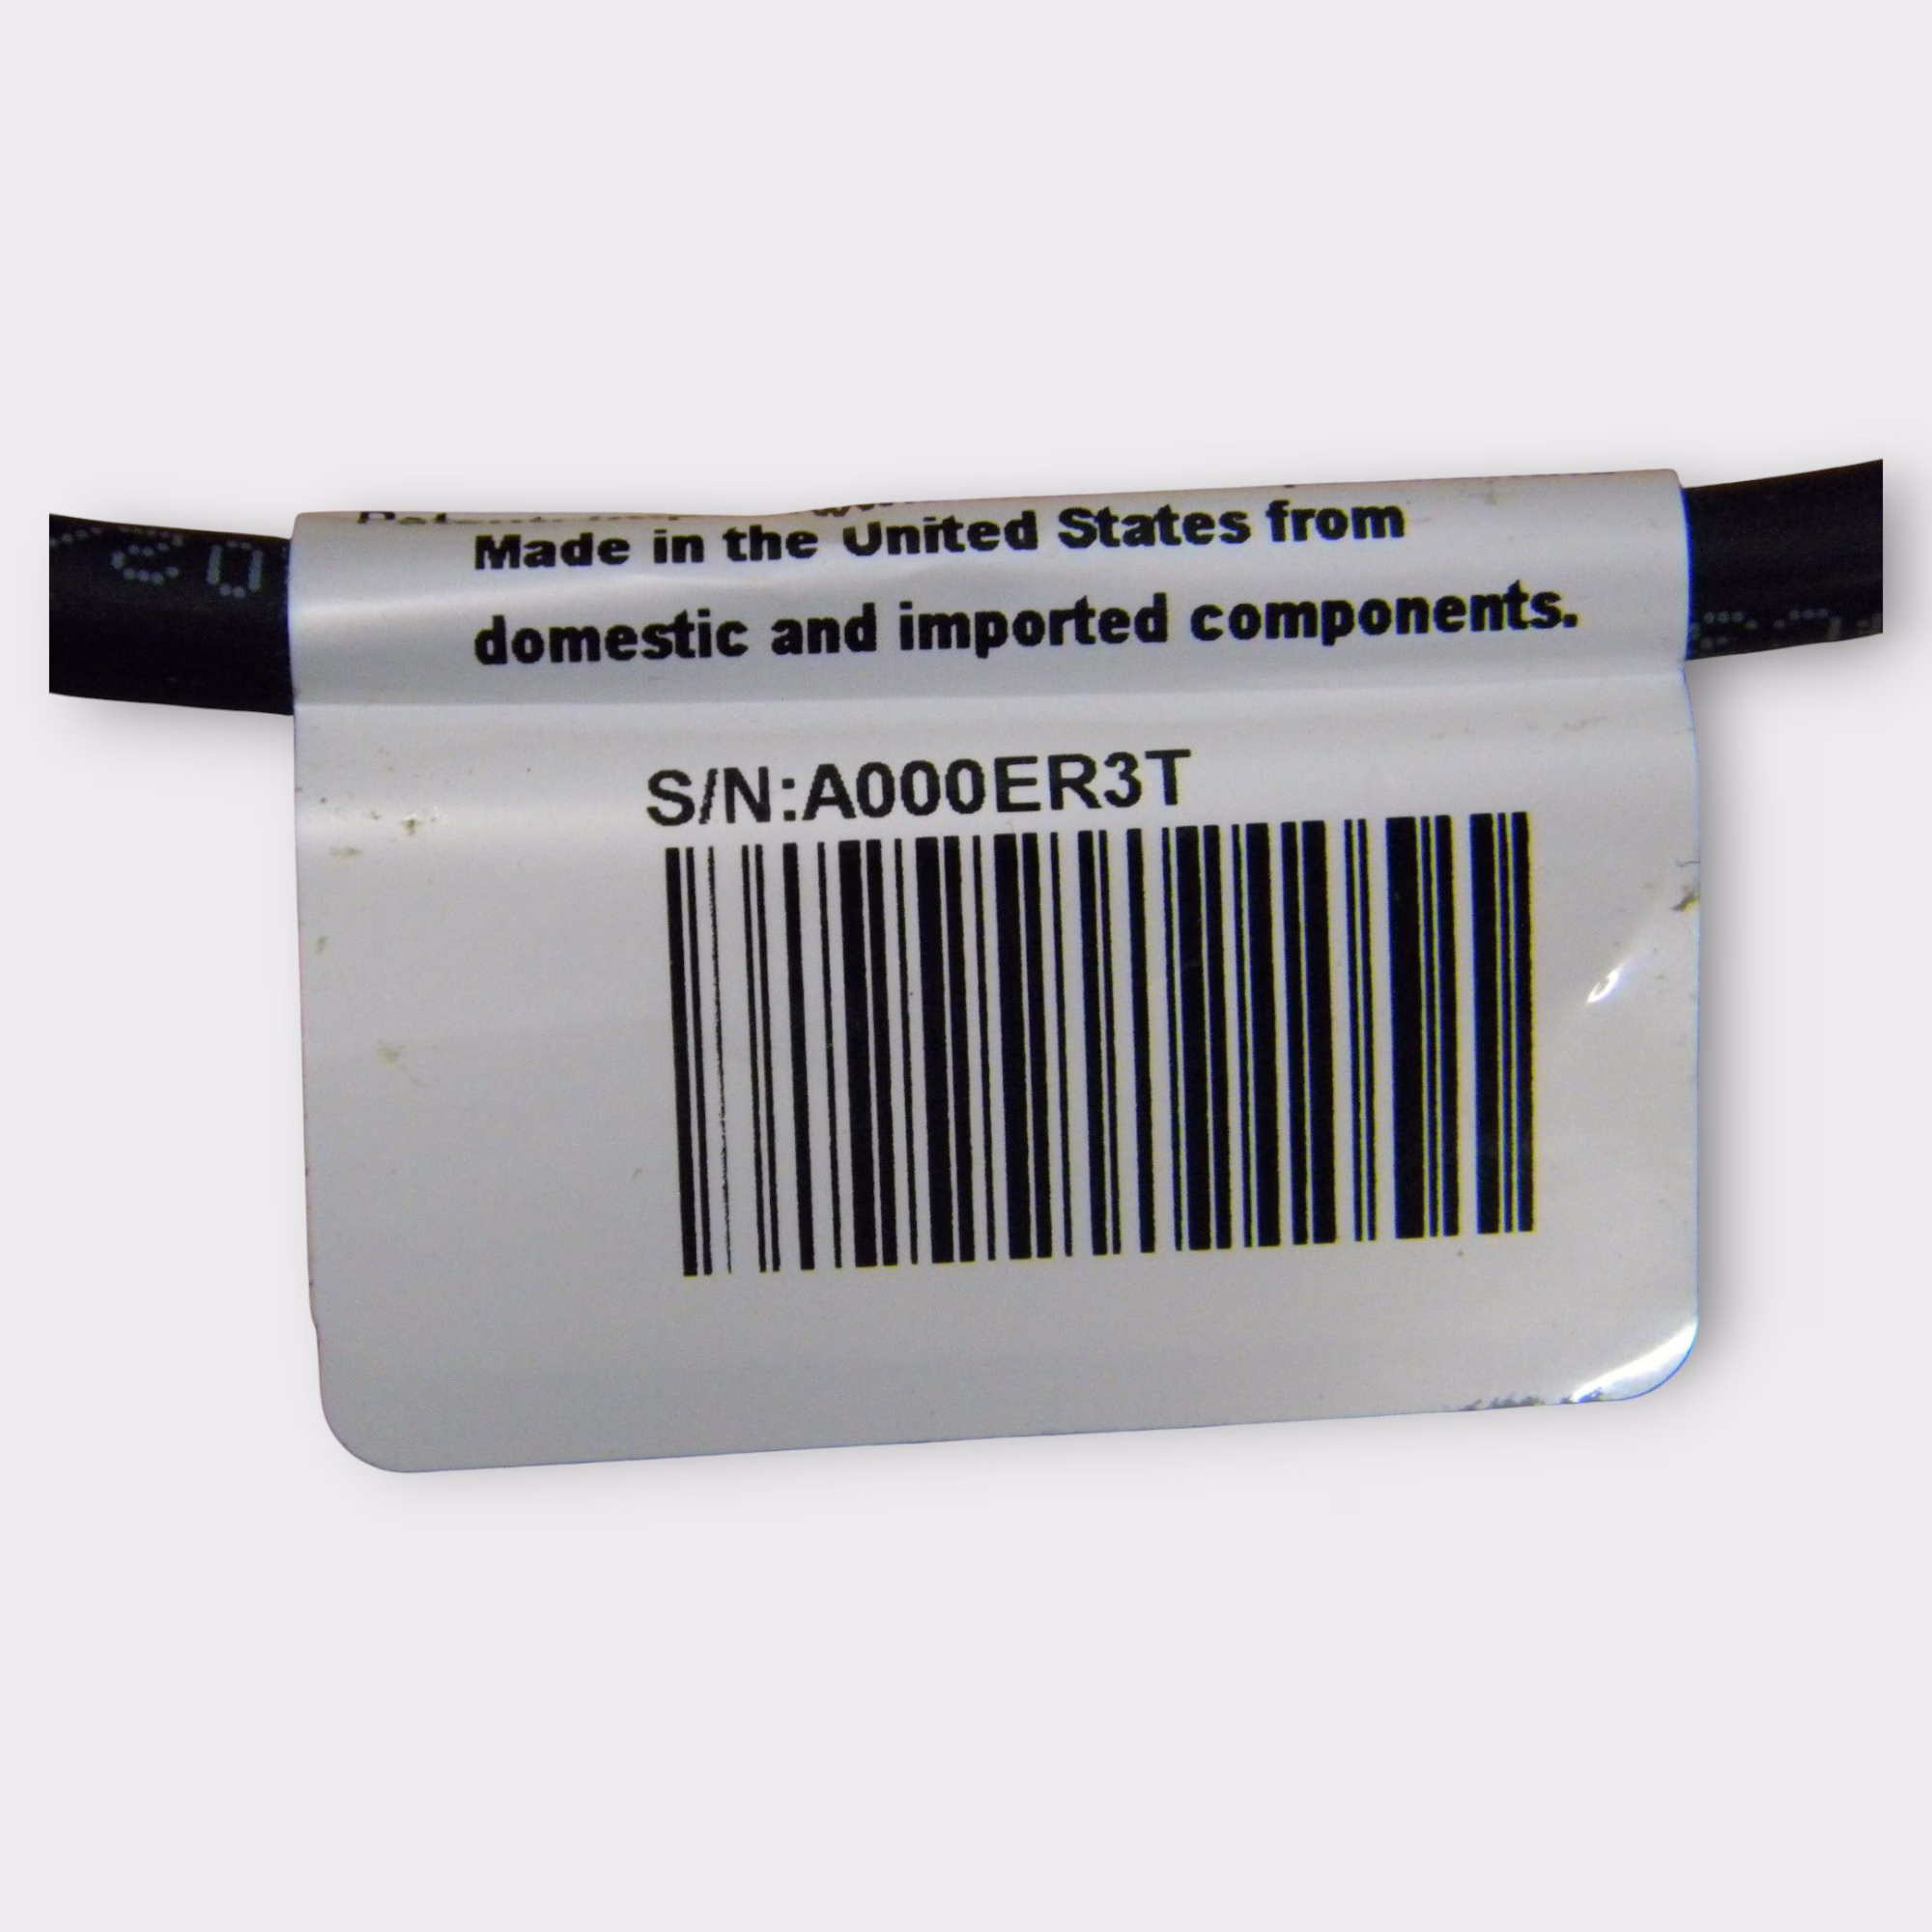 Made in the United States from
domestic and imported components.
S/N:A000ER3T